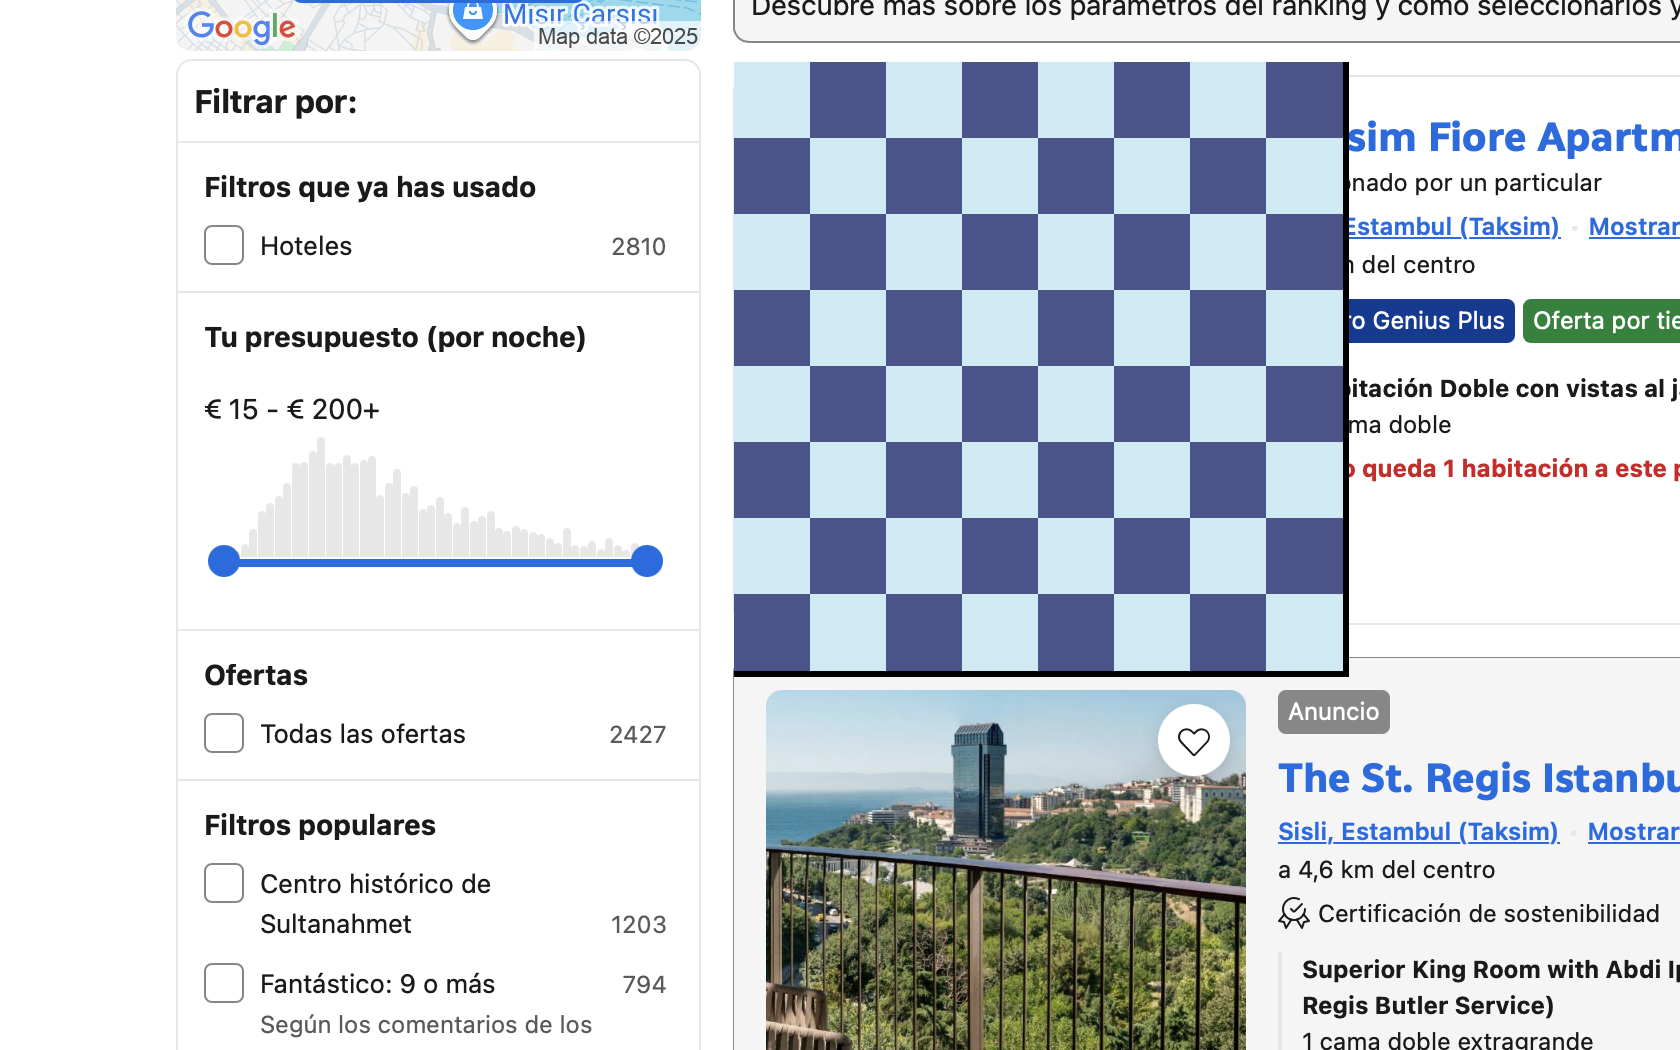 Google
Mısır Çarşısı
Map data ©2025
Filtrar por:
Filtros que ya has usado
Hoteles 2810
Tu presupuesto (por noche)
€ 15 - € 200+
Ofertas
Todas las ofertas 2427
Filtros populares
Centro histórico de
Sultanahmet 1203
Fantástico: 9 o más 794
Según los comentarios de los
Descubre más sobre los parámetros del ranking y cómo seleccionarlos y
sim Fiore Apartm
onado por un particular
Estambul (Taksim) Mostrar
del centro
ro Genius Plus
Oferta por tie
bitación Doble con vistas al j
ma doble
o queda 1 habitación a este p
Anuncio
The St. Regis Istanbu
Sisli, Estambul (Taksim) Mostrar
a 4,6 km del centro
Certificación de sostenibilidad
Superior King Room with Abdi Ip
Regis Butler Service)
1 cama doble extragrande